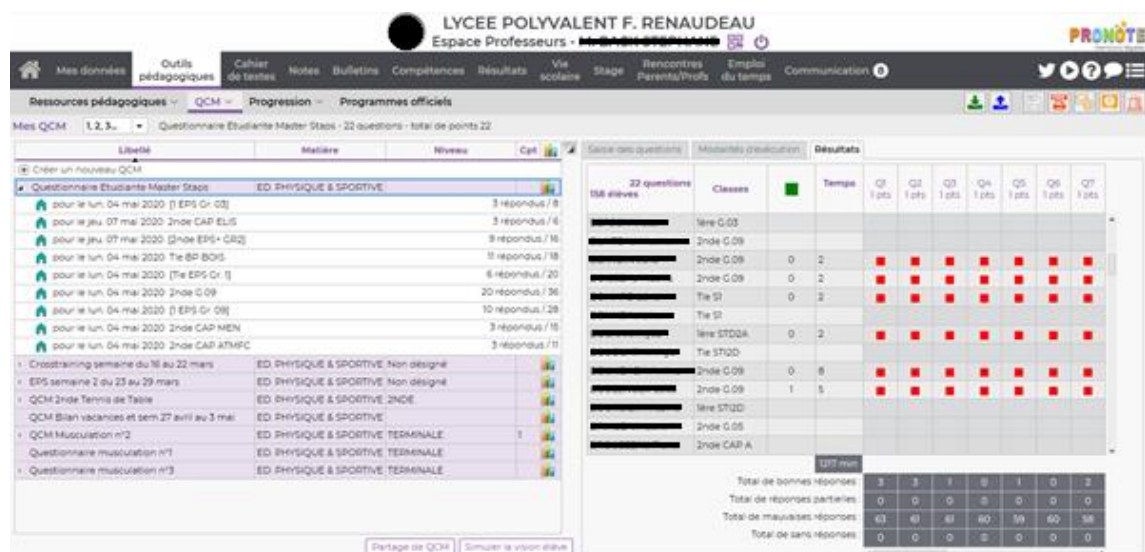 LYCEE POLYVALENT F. RENAUDEAU
Espace Professeurs -
PRONOTE
Mes données Outils pédagogiques Cahier de textes Notes Bulletins Compétences Résultats Vie scolaire Stage Rencontres Parents/Profs Emploi du temps Communication 0
Ressources pédagogiques QCM Progression Programmes officiels
Mes QCM 1, 2, 3... Questionnaire Etudiante Master Staps - 22 questions - total de points 22
Libellé Matière Niveau Cpt
Créer un nouveau QCM
Questionnaire Etudiante Master Staps ED. PHYSIQUE & SPORTIVE
pour le lun. 04 mai 2020 [1 EPS Gr. 03] 3 répondus / 8
pour le jeu. 07 mai 2020 2nde CAP ELIS 3 répondus / 6
pour le jeu. 07 mai 2020 [2nde EPS+ GR2] 9 répondus / 16
pour le lun. 04 mai 2020 Tle BP BOIS 11 répondus / 18
pour le lun. 04 mai 2020 [Tle EPS Gr. 1] 6 répondus / 20
pour le lun. 04 mai 2020 2nde G.09 20 répondus / 36
pour le lun. 04 mai 2020 [1 EPS Gr. 09] 10 répondus / 28
pour le lun. 04 mai 2020 2nde CAP MEN 3 répondus / 15
pour le lun. 04 mai 2020 2nde CAP ATMFC 3 répondus / 11
Crosstraining semaine du 16 au 22 mars ED. PHYSIQUE & SPORTIVE Non désigné
EPS semaine 2 du 23 au 29 mars ED. PHYSIQUE & SPORTIVE Non désigné
QCM 2nde Tennis de Table ED. PHYSIQUE & SPORTIVE 2NDE
QCM Bilan vacances et sem 27 avril au 3 mai ED. PHYSIQUE & SPORTIVE
QCM Musculation n°2 ED. PHYSIQUE & SPORTIVE TERMINALE 1
Questionnaire musculation n°1 ED. PHYSIQUE & SPORTIVE TERMINALE
Questionnaire musculation n°3 ED. PHYSIQUE & SPORTIVE TERMINALE
Partage de QCM Simuler la vision élève
Saisie des questions Modalités d'exécution Résultats
22 questions
158 élèves Classes Temps Q1 Q2 Q3 Q4 Q5 Q6 Q7
1 pts 1 pts 1 pts 1 pts 1 pts 1 pts 1 pts
1ère G.03
2nde G.09
2nde G.09 0 2
2nde G.09 0 2
Tle S1 0 2
Tle S1
1ère STD2A 0 2
Tle STI2D
2nde G.09 0 8
2nde G.09 1 5
1ère STI2D
2nde G.05
2nde CAP A
1217 min
Total de bonnes réponses 3 3 1 0 1 0 2
Total de réponses partielles 0 0 0 0 0 0 0
Total de mauvaises réponses 63 61 61 60 59 60 58
Total de sans réponses 0 0 0 0 0 0 0